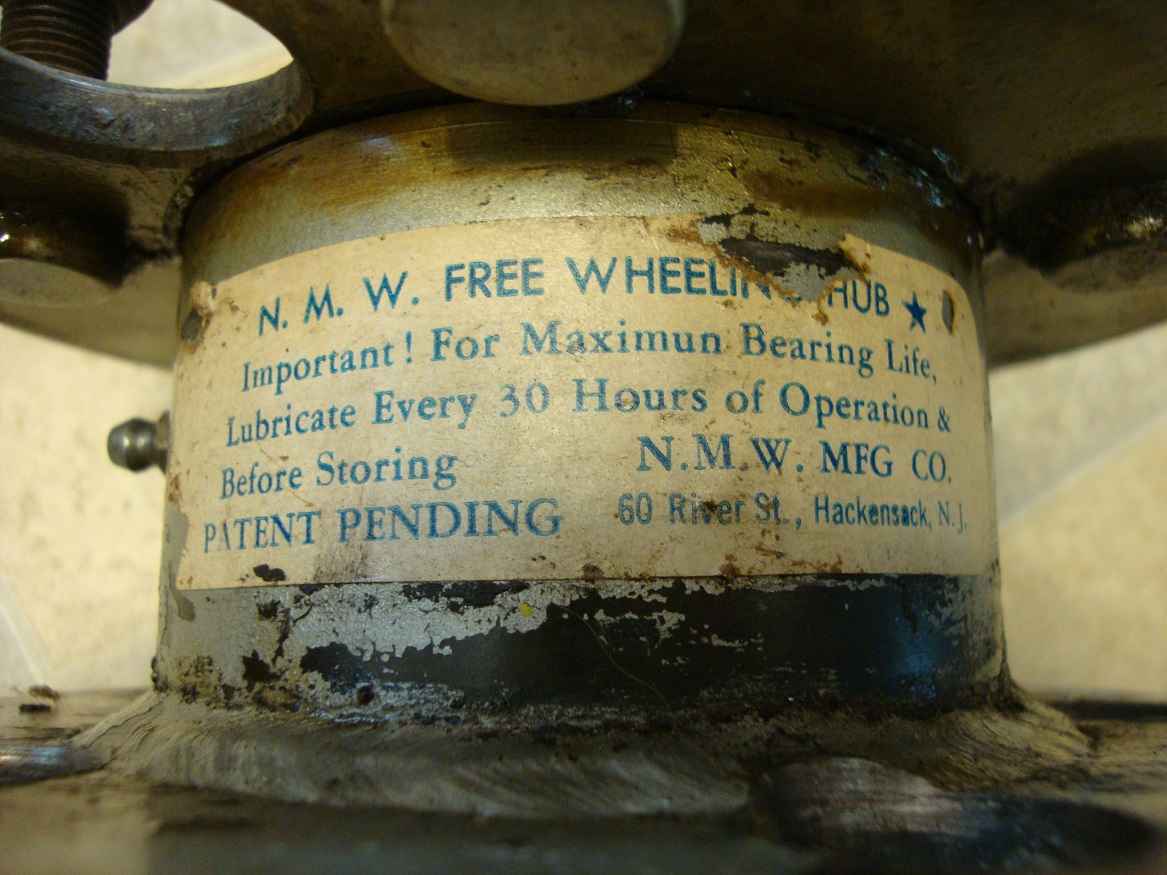 N. M. W. FREE WHEELING HUB ★
Important! For Maximun Bearing Life,
Lubricate Every 30 Hours of Operation &
Before Storing N.M.W. MFG CO.
PATENT PENDING 60 River St., Hackensack, N.J.